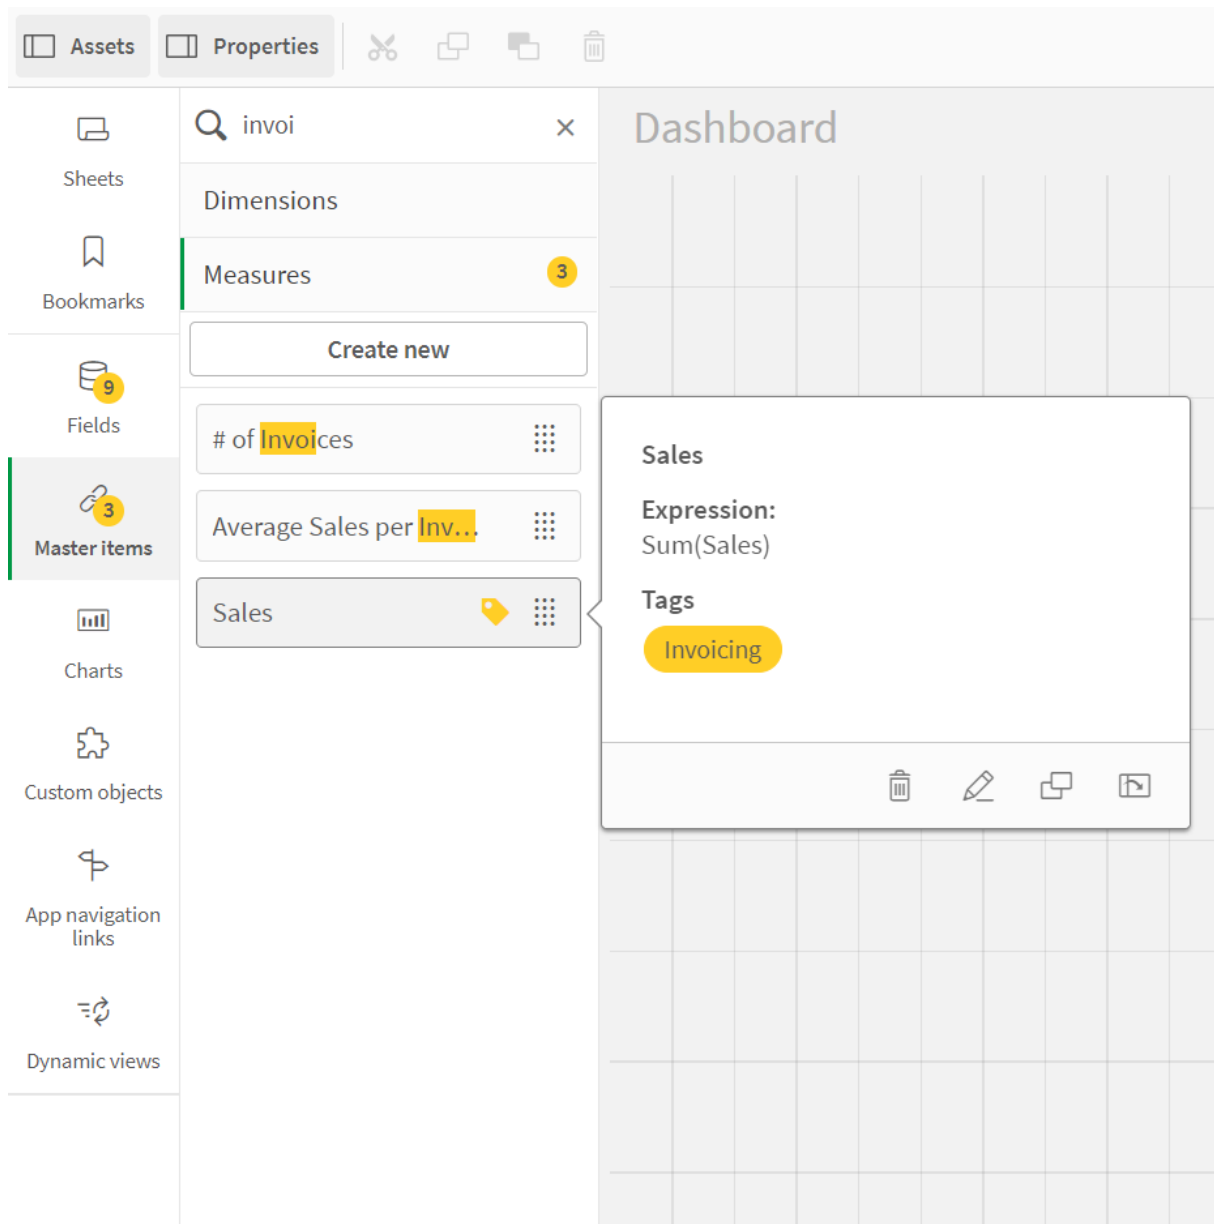 Assets
Properties
Sheets
Bookmarks
9
Fields
3
Master items
Charts
Custom objects
App navigation
links
Dynamic views
invoi
Dimensions
Measures
3
Create new
# of Invoices
Average Sales per Inv...
Sales
Dashboard
Sales
Expression:
Sum(Sales)
Tags
Invoicing